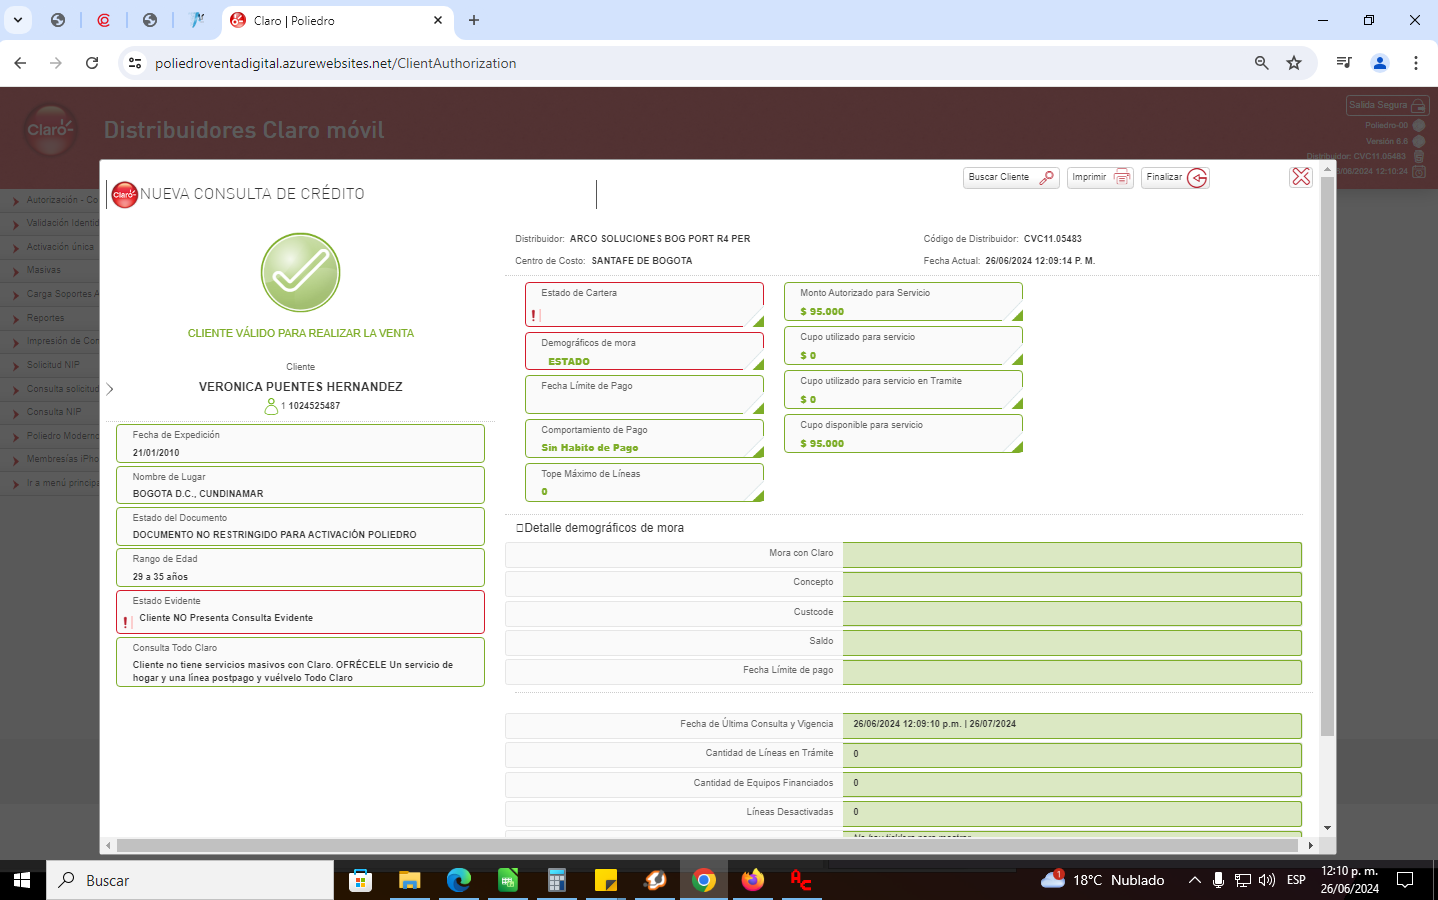 Claro | Poliedro
poliedroventadigital.azurewebsites.net/ClientAuthorization
Claro
Distribuidores Claro móvil
Salida Segura
Poliedro-00
Versión 6.6
Distribuidor: CVC11.05483
6/06/2024 12:10:24
Autorización - Co
Validación Identid
Activación única
Masivas
Carga Soportes A
Reportes
Impresión de Con
Solicitud NIP
Consulta solicitud
Consulta NIP
Poliedro Moderno
Membresías iPho
Ir a menú principa
Claro
NUEVA CONSULTA DE CRÉDITO
Buscar Cliente
Imprimir
Finalizar
CLIENTE VÁLIDO PARA REALIZAR LA VENTA
Cliente
VERONICA PUENTES HERNANDEZ
1 1024525487
Fecha de Expedición
21/01/2010
Nombre de Lugar
BOGOTA D.C., CUNDINAMAR
Estado del Documento
DOCUMENTO NO RESTRINGIDO PARA ACTIVACIÓN POLIEDRO
Rango de Edad
29 a 35 años
Estado Evidente
! Cliente NO Presenta Consulta Evidente
Consulta Todo Claro
Cliente no tiene servicios masivos con Claro. OFRÉCELE Un servicio de
hogar y una línea postpago y vuélvelo Todo Claro
Distribuidor: ARCO SOLUCIONES BOG PORT R4 PER
Código de Distribuidor: CVC11.05483
Centro de Costo: SANTAFE DE BOGOTA
Fecha Actual: 26/06/2024 12:09:14 P. M.
Estado de Cartera
!
Demográficos de mora
ESTADO
Fecha Límite de Pago
Comportamiento de Pago
Sin Habito de Pago
Tope Máximo de Líneas
0
Monto Autorizado para Servicio
$ 95.000
Cupo utilizado para servicio
$ 0
Cupo utilizado para servicio en Tramite
$ 0
Cupo disponible para servicio
$ 95.000
Detalle demográficos de mora
Mora con Claro
Concepto
Custcode
Saldo
Fecha Límite de pago
Fecha de Última Consulta y Vigencia 26/06/2024 12:09:10 p.m. | 26/07/2024
Cantidad de Líneas en Trámite 0
Cantidad de Equipos Financiados 0
Líneas Desactivadas 0
Buscar
1
18°C Nublado
ESP
12:10 p. m.
26/06/2024